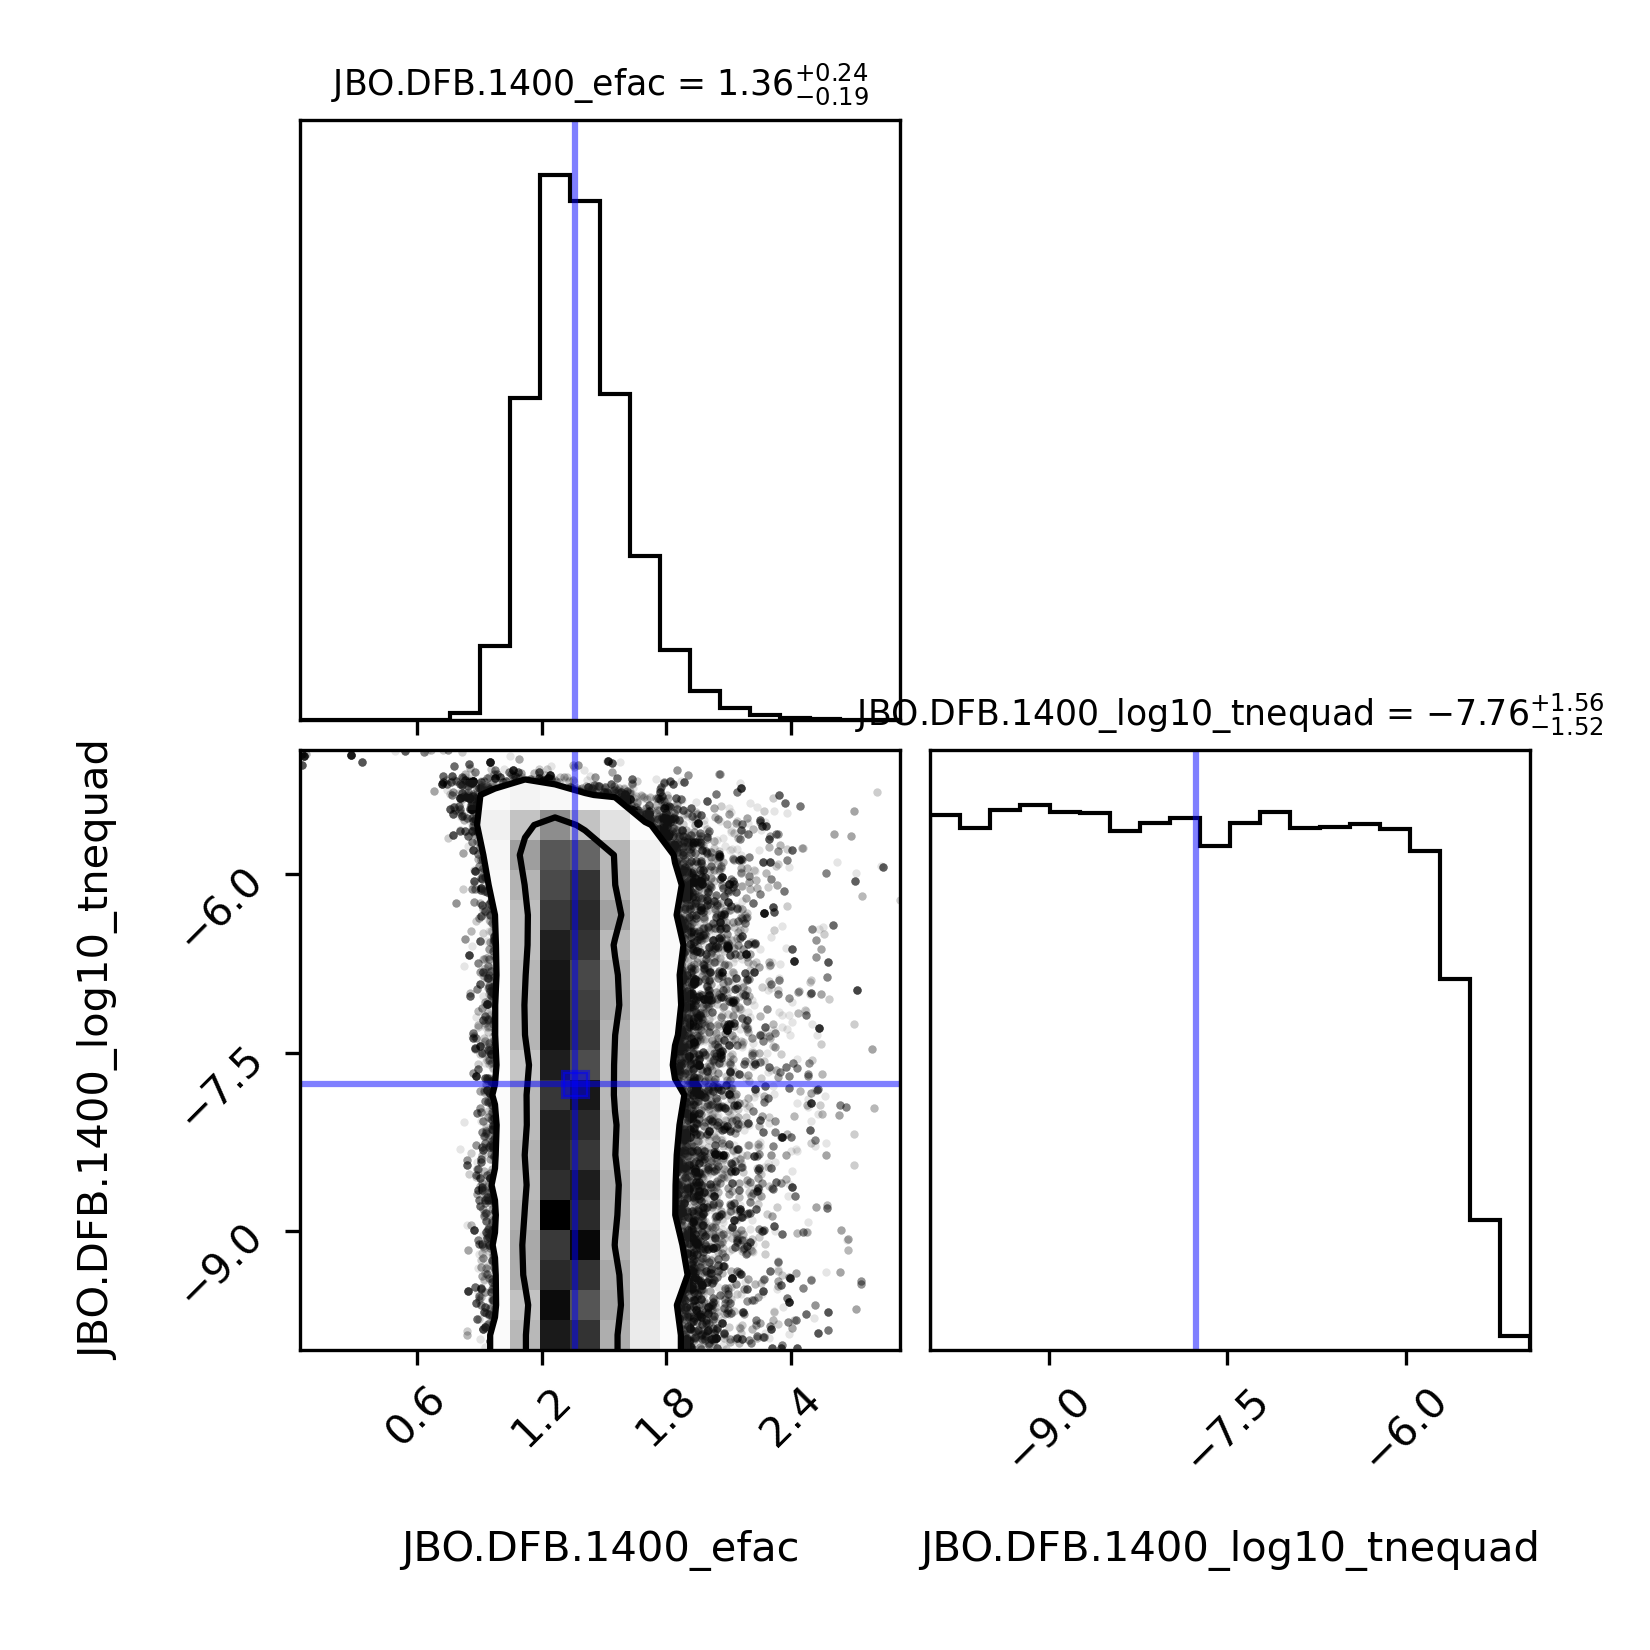 JBO.DFB.1400_efac = 1.36+0.24−0.19
JBO.DFB.1400_log10_tnequad = −7.76+1.56−1.52
JBO.DFB.1400_log10_tnequad
−6.0
−7.5
−9.0
0.6 1.2 1.8 2.4
−9.0 −7.5 −6.0
JBO.DFB.1400_efac
JBO.DFB.1400_log10_tnequad